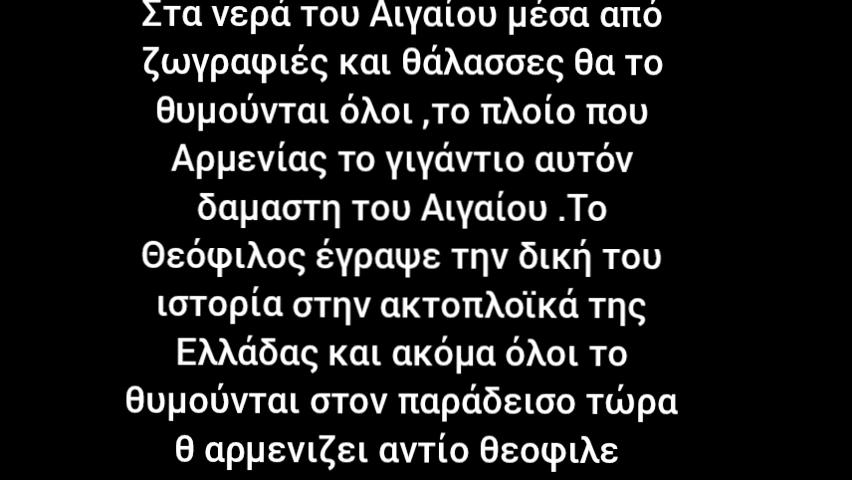 Στα νερά του Αιγαίου μέσα από
ζωγραφιές και θάλασσες θα το
θυμούνται όλοι ,το πλοίο που
Αρμενίας το γιγάντιο αυτόν
δαμαστη του Αιγαίου .Το
Θεόφιλος έγραψε την δική του
ιστορία στην ακτοπλοϊκά της
Ελλάδας και ακόμα όλοι το
θυμούνται στον παράδεισο τώρα
θ αρμενιζει αντίο θεοφιλε